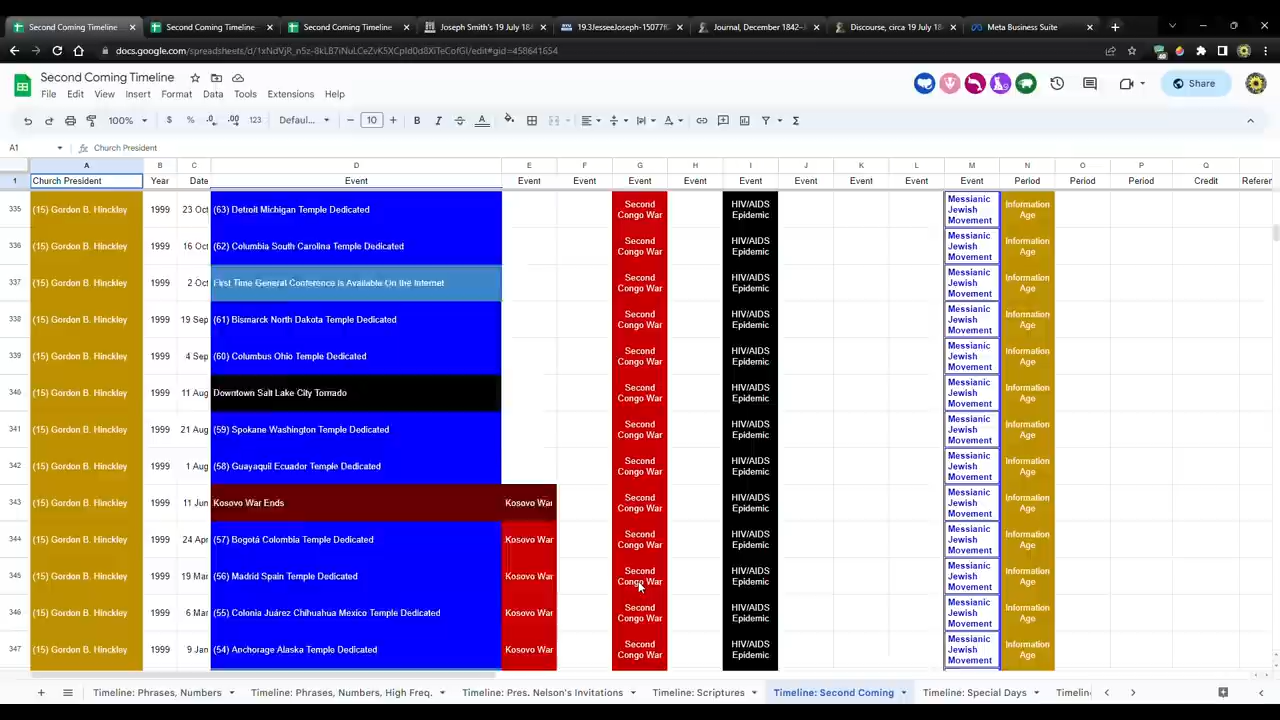 Second Coming Timeline
Second Coming Timeline
Second Coming Timeline
Joseph Smith's 19 July 184
19.3JesseeJoseph-15077
Journal, December 1842–
Discourse, circa 19 July 184
Meta Business Suite
Second Coming Timeline
File Edit View Insert Format Data Tools Extensions Help
Share
100% $ % .0 .00 123 Defaul... 10 B I
A1 Church President
A B C D E F G H I J K L M N O P Q
1 Church President Year Date Event Event Event Event Event Event Event Event Event Event Period Period Period Credit Referen
335 (15) Gordon B. Hinckley 1999 23 Oct (63) Detroit Michigan Temple Dedicated Second Congo War HIV/AIDS Epidemic Messianic Jewish Movement Information Age
336 (15) Gordon B. Hinckley 1999 16 Oct (62) Columbia South Carolina Temple Dedicated Second Congo War HIV/AIDS Epidemic Messianic Jewish Movement Information Age
337 (15) Gordon B. Hinckley 1999 2 Oct First Time General Conference Is Available On the Internet Second Congo War HIV/AIDS Epidemic Messianic Jewish Movement Information Age
338 (15) Gordon B. Hinckley 1999 19 Sep (61) Bismarck North Dakota Temple Dedicated Second Congo War HIV/AIDS Epidemic Messianic Jewish Movement Information Age
339 (15) Gordon B. Hinckley 1999 4 Sep (60) Columbus Ohio Temple Dedicated Second Congo War HIV/AIDS Epidemic Messianic Jewish Movement Information Age
(15) Gordon B. Hinckley 1999 11 Aug Downtown Salt Lake City Tornado Second Congo War HIV/AIDS Epidemic Messianic Jewish Movement Information Age
341 (15) Gordon B. Hinckley 1999 21 Aug (59) Spokane Washington Temple Dedicated Second Congo War HIV/AIDS Epidemic Messianic Jewish Movement Information Age
342 (15) Gordon B. Hinckley 1999 1 Aug (58) Guayaquil Ecuador Temple Dedicated Second Congo War HIV/AIDS Epidemic Messianic Jewish Movement Information Age
343 (15) Gordon B. Hinckley 1999 11 Jun Kosovo War Ends Kosovo War Second Congo War HIV/AIDS Epidemic Messianic Jewish Movement Information Age
344 (15) Gordon B. Hinckley 1999 24 Apr (57) Bogotá Colombia Temple Dedicated Kosovo War Second Congo War HIV/AIDS Epidemic Messianic Jewish Movement Information Age
345 (15) Gordon B. Hinckley 1999 19 Mar (56) Madrid Spain Temple Dedicated Kosovo War Second Congo War HIV/AIDS Epidemic Messianic Jewish Movement Information Age
346 (15) Gordon B. Hinckley 1999 6 Mar (55) Colonia Juárez Chihuahua Mexico Temple Dedicated Kosovo War Second Congo War HIV/AIDS Epidemic Messianic Jewish Movement Information Age
347 (15) Gordon B. Hinckley 1999 9 Jan (54) Anchorage Alaska Temple Dedicated Kosovo War Second Congo War HIV/AIDS Epidemic Messianic Jewish Movement Information Age
Timeline: Phrases, Numbers
Timeline: Phrases, Numbers, High Freq.
Timeline: Pres. Nelson's Invitations
Timeline: Scriptures
Timeline: Second Coming
Timeline: Special Days
Timelin